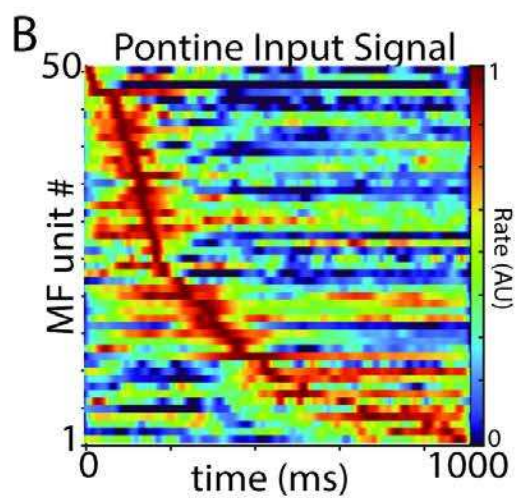 B
Pontine Input Signal
50
MF unit #
1
0
time (ms)
1000
1
Rate (AU)
0